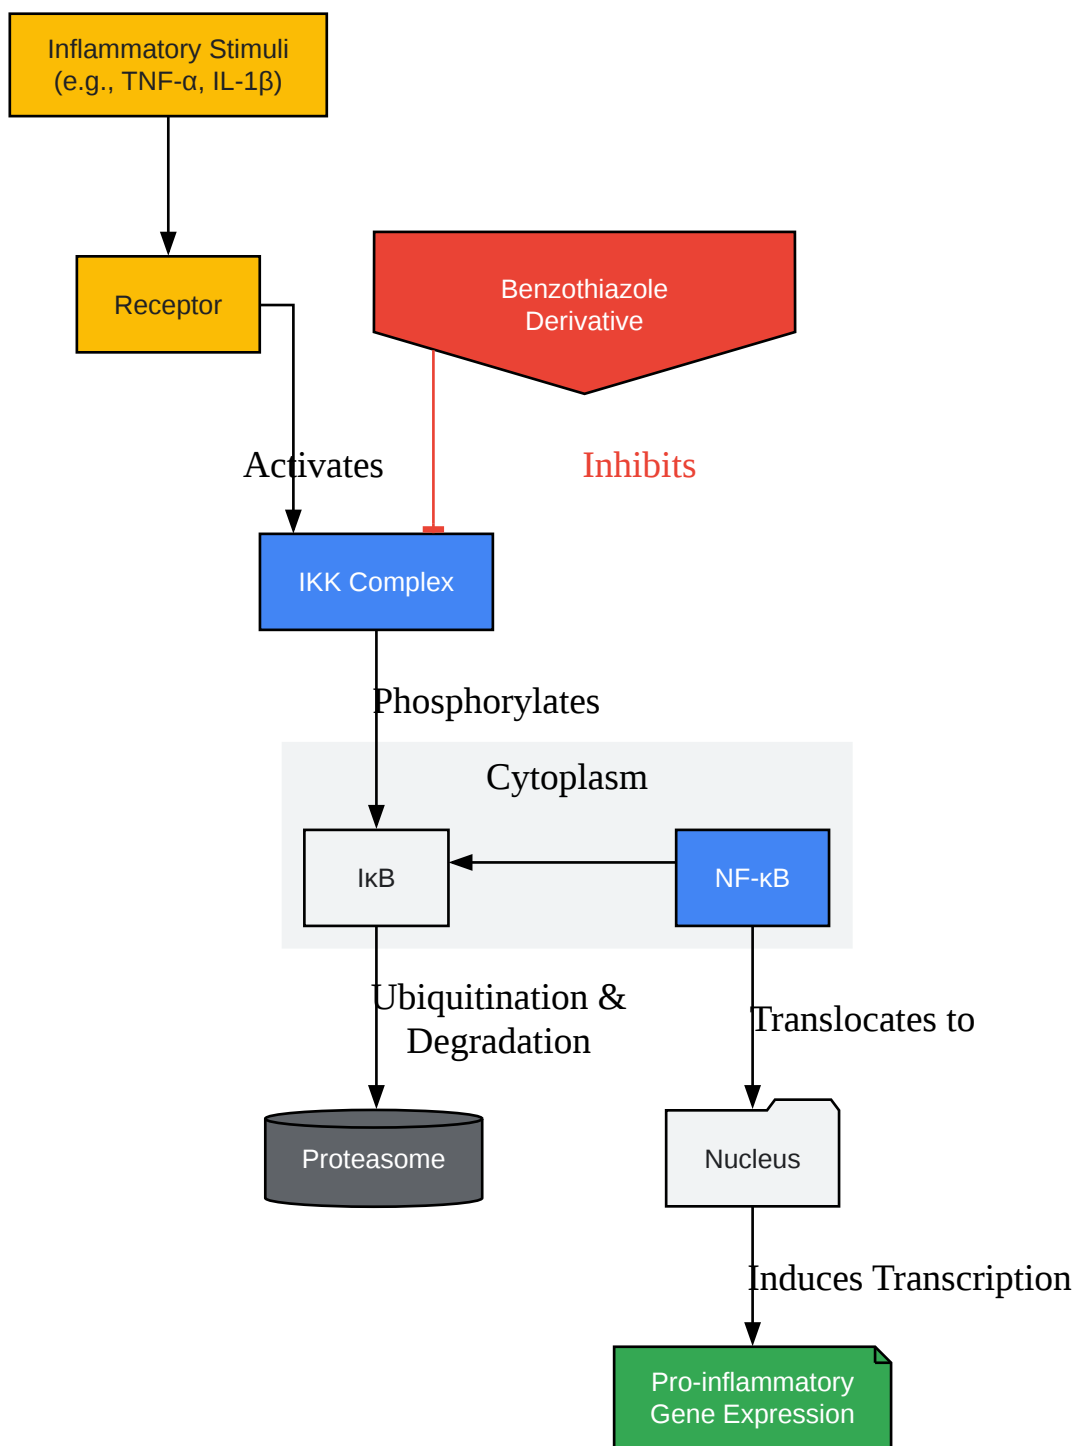 Inflammatory Stimuli
(e.g., TNF-α, IL-1β)
Receptor
Benzothiazole
Derivative
Activates
Inhibits
IKK Complex
Phosphorylates
Cytoplasm
IκB
NF-κB
Ubiquitination &
Degradation
Translocates to
Proteasome
Nucleus
Induces Transcription
Pro-inflammatory
Gene Expression